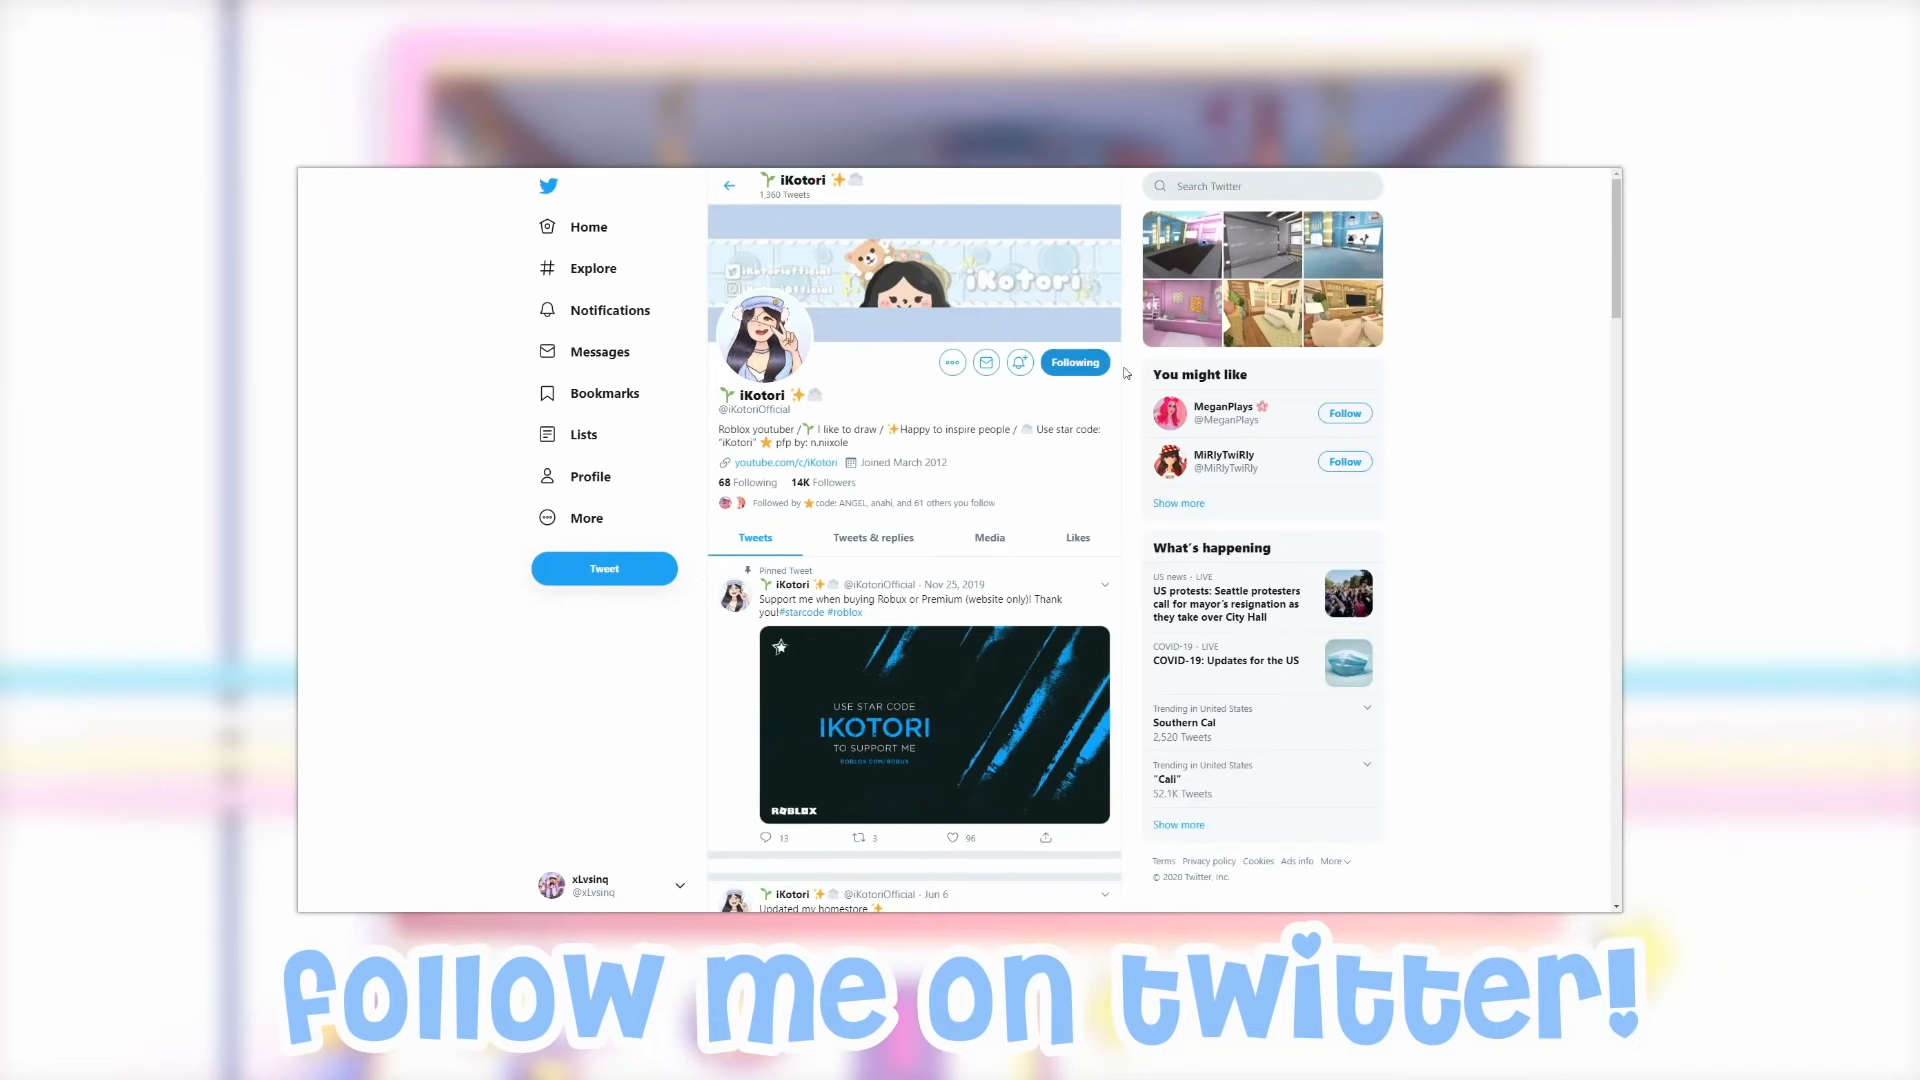 iKotori
1,360 Tweets
Search Twitter
Home
Explore
Notifications
Messages
Bookmarks
Lists
Profile
More
Tweet
xLvsinq
@xLvsinq
iKotoriOfficial
iKotori
Following
iKotori
@iKotoriOfficial
Roblox youtuber / I like to draw / Happy to inspire people / Use star code:
"iKotori" pfp by: n.niixole
youtube.com/c/iKotori Joined March 2012
68 Following 14K Followers
Followed by code: ANGEL, anahi, and 61 others you follow
Tweets Tweets & replies Media Likes
Pinned Tweet
iKotori @iKotoriOfficial · Nov 25, 2019
Support me when buying Robux or Premium (website only)! Thank
you!#starcode #roblox
USE STAR CODE
IKOTORI
TO SUPPORT ME
ROBLOX.COM/ROBUX
ROBLOX
13 3 96
iKotori @iKotoriOfficial · Jun 6
Updated my homestore
You might like
MeganPlays
@MeganPlays
Follow
MiRlyTwiRly
@MiRlyTwiRly
Follow
Show more
What's happening
US news · LIVE
US protests: Seattle protesters
call for mayor's resignation as
they take over City Hall
COVID-19 · LIVE
COVID-19: Updates for the US
Trending in United States
Southern Cal
2,520 Tweets
Trending in United States
"Cali"
52.1K Tweets
Show more
Terms Privacy policy Cookies Ads info More
© 2020 Twitter, Inc.
follow me on twitter!